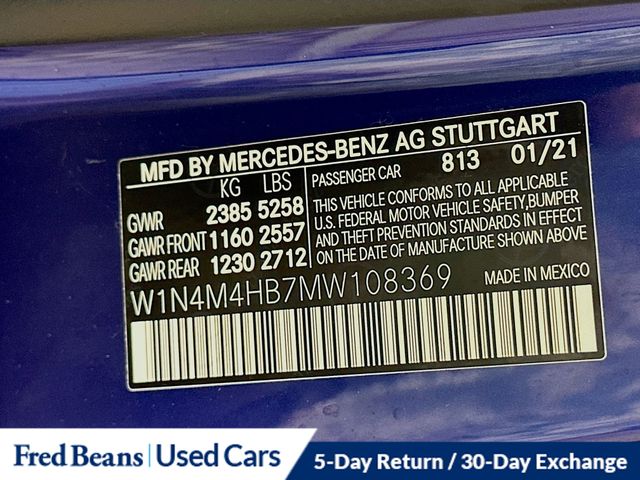 MFD BY MERCEDES-BENZ AG STUTTGART
KG LBS
GVWR 2385 5258
GAWR FRONT 1160 2557
GAWR REAR 1230 2712
PASSENGER CAR 813 01/21
THIS VEHICLE CONFORMS TO ALL APPLICABLE
U.S. FEDERAL MOTOR VEHICLE SAFETY,BUMPER
AND THEFT PREVENTION STANDARDS IN EFFECT
ON THE DATE OF MANUFACTURE SHOWN ABOVE
W1N4M4HB7MW108369
MADE IN MEXICO
Fred Beans | Used Cars
5-Day Return / 30-Day Exchange